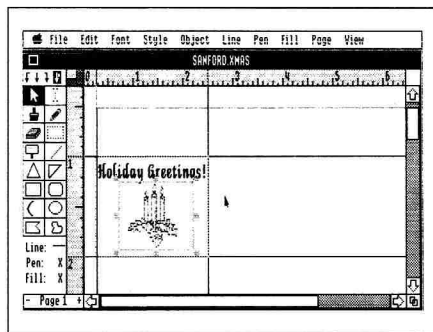 File Edit Font Style Object Line Pen Fill Page View
SANFORD.XMAS
0 1 2 3 4 5 6
1
Holiday Greetings!
Line:
Pen: X
2
Fill: X
- Page 1 +